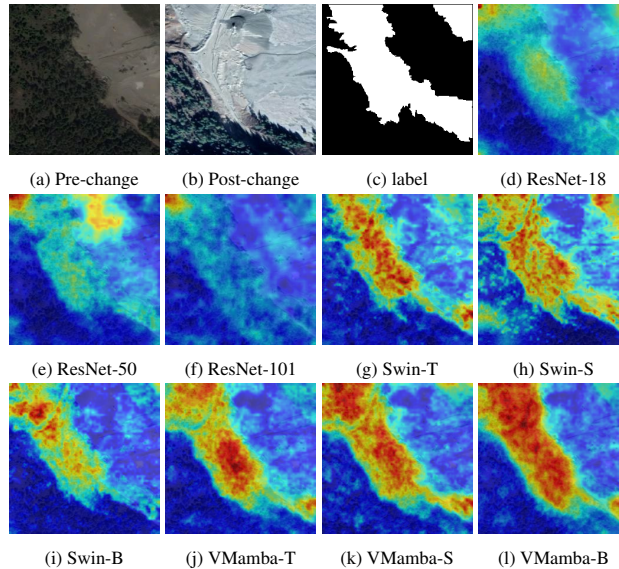 (a) Pre-change
(b) Post-change
(c) label
(d) ResNet-18
(e) ResNet-50
(f) ResNet-101
(g) Swin-T
(h) Swin-S
(i) Swin-B
(j) VMamba-T
(k) VMamba-S
(l) VMamba-B